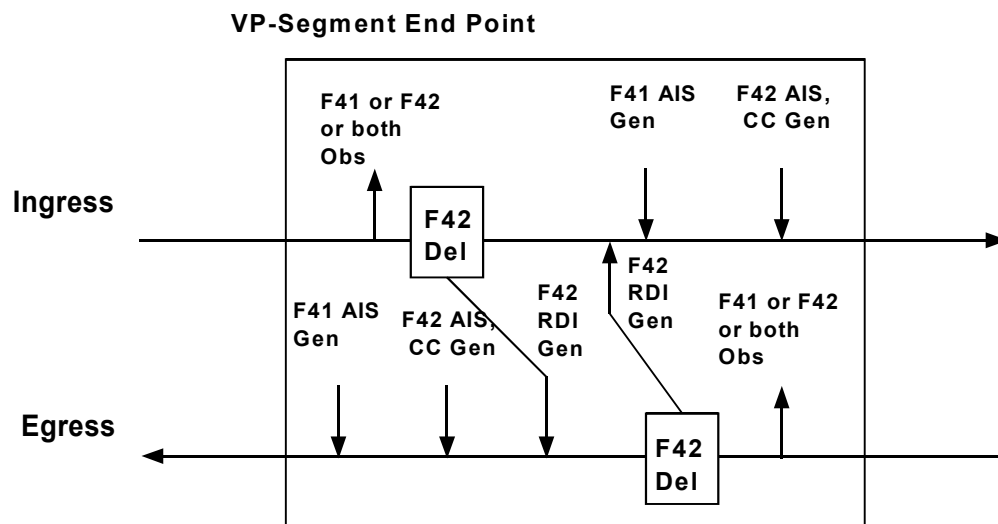 VP-Segment End Point
F41 or F42
or both
Obs
F41 AIS
Gen
F42 AIS,
CC Gen
Ingress
F42
Del
F42
RDI
Gen
F42
RDI
Gen
F41 AIS
Gen
F42 AIS,
CC Gen
F41 or F42
or both
Obs
Egress
F42
Del